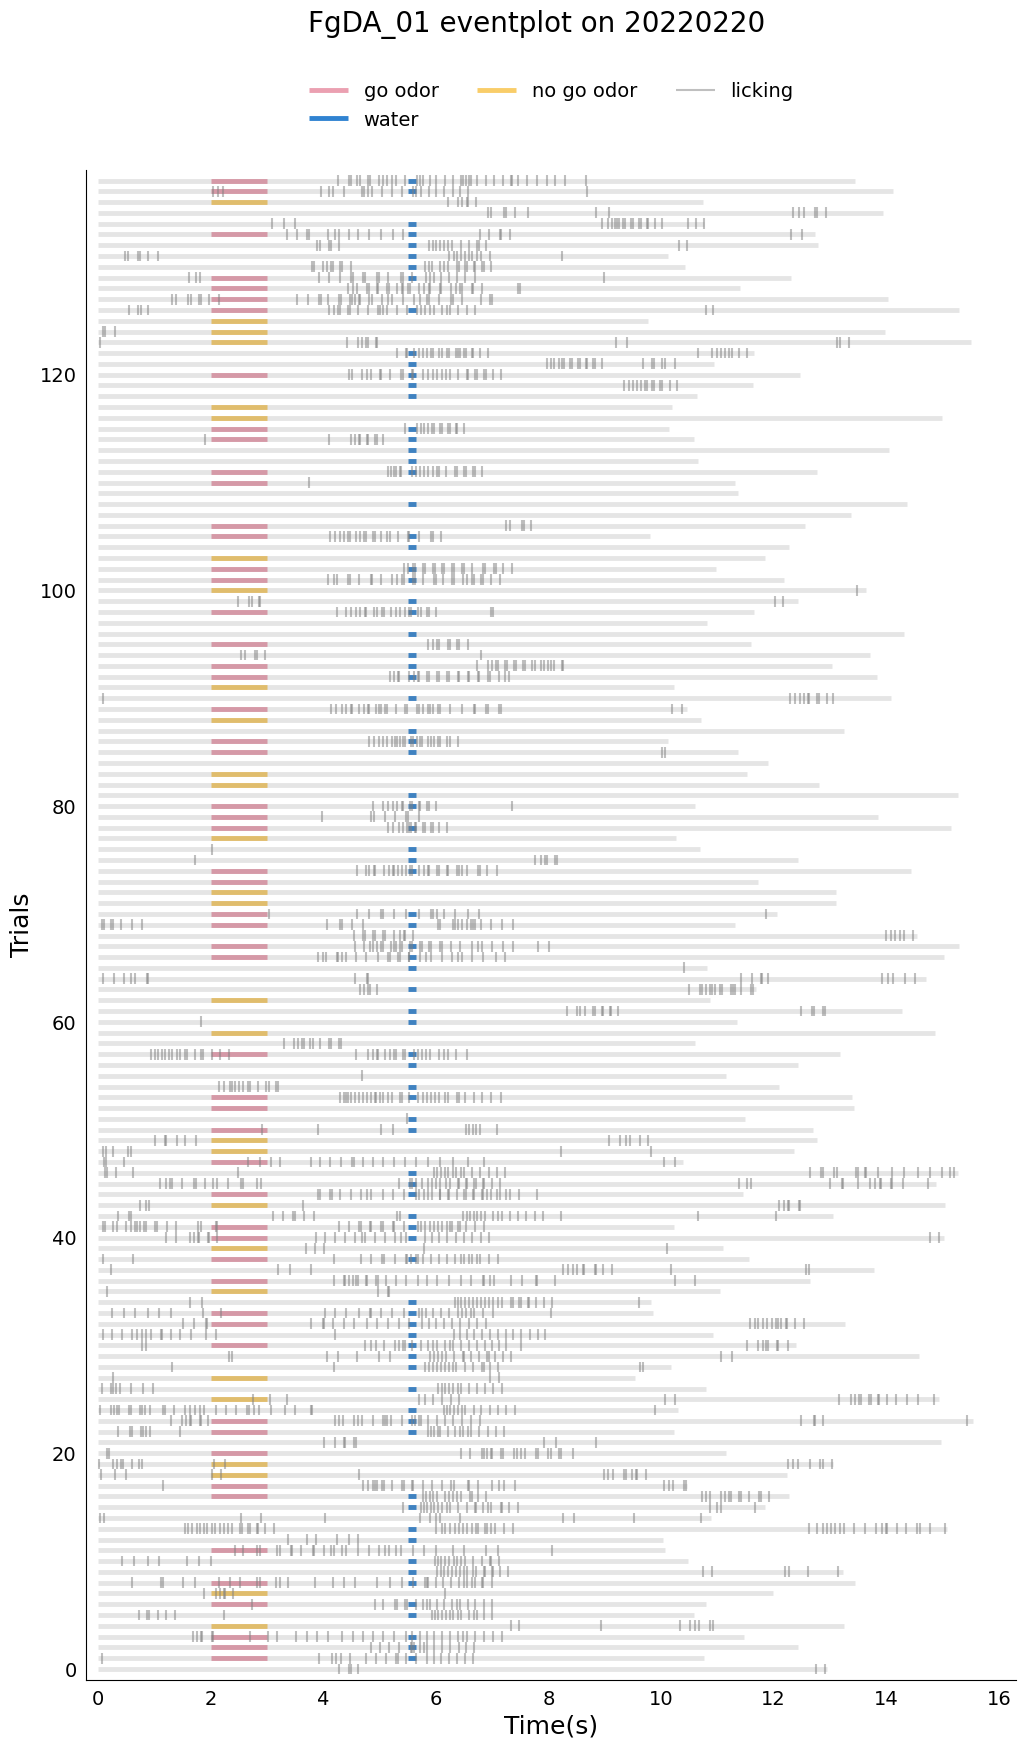 FgDA_01 eventplot on 20220220
go odor
no go odor
licking
water
120
100
80
60
40
20
0
Trials
0 2 4 6 8 10 12 14 16
Time(s)